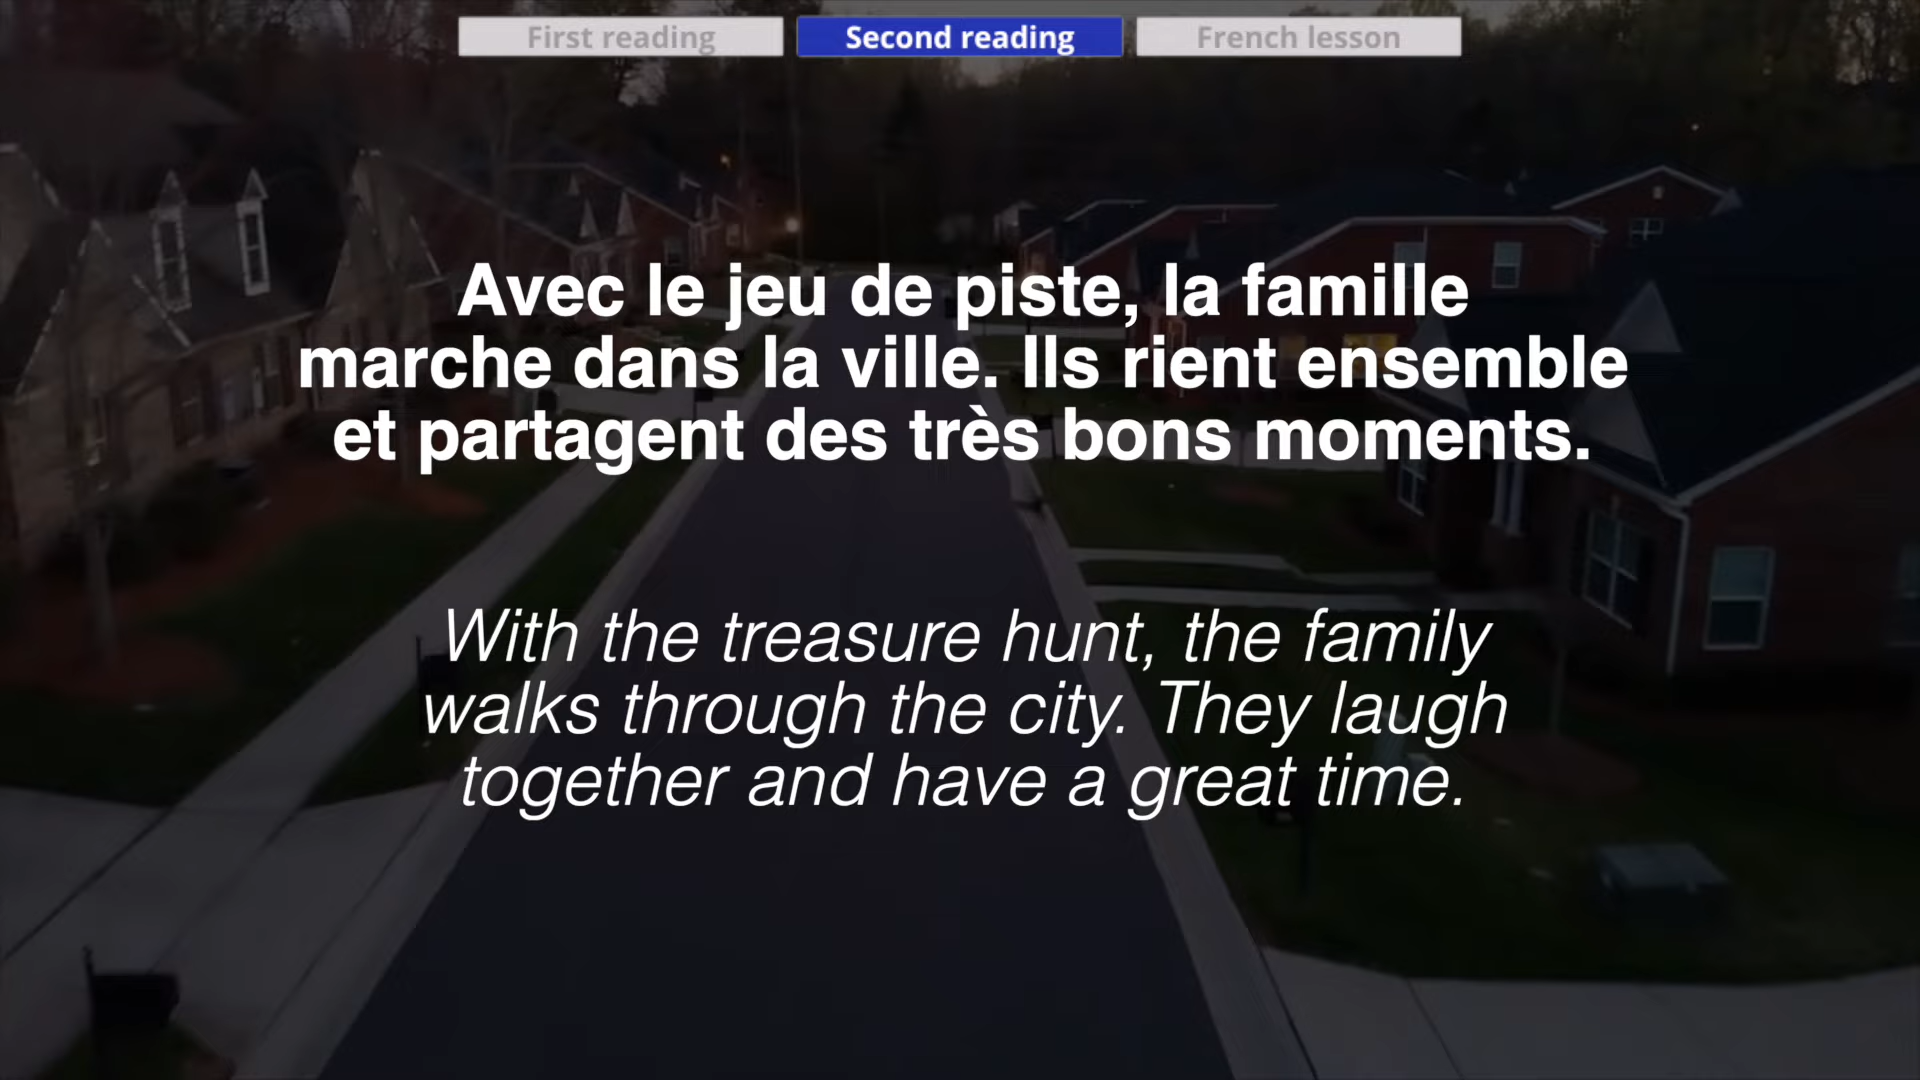 First reading
Second reading
French lesson
Avec le jeu de piste, la famille
marche dans la ville. Ils rient ensemble
et partagent des très bons moments.
With the treasure hunt, the family
walks through the city. They laugh
together and have a great time.